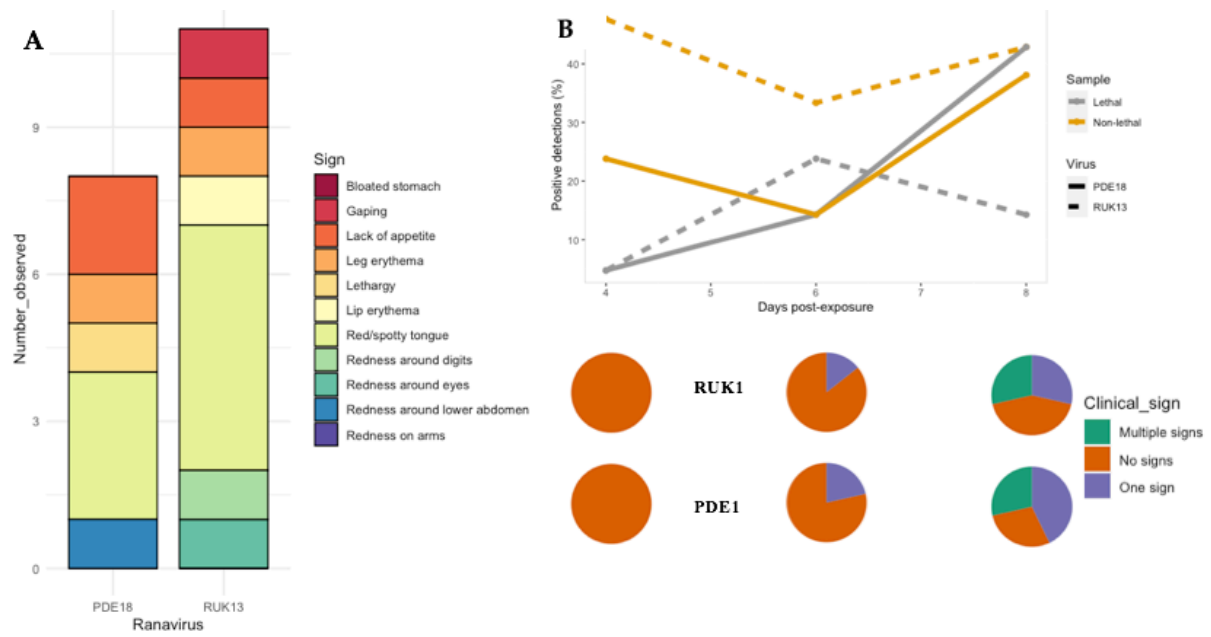 A
Number_observed
9
6
3
0
PDE18
RUK13
Ranavirus
Sign
Bloated stomach
Gaping
Lack of appetite
Leg erythema
Lethargy
Lip erythema
Red/spotty tongue
Redness around digits
Redness around eyes
Redness around lower abdomen
Redness on arms
B
Positive detections (%)
40
30
20
10
4
5
6
7
8
Days post-exposure
Sample
Lethal
Non-lethal
Virus
PDE18
RUK13
RUK1
PDE1
Clinical_sign
Multiple signs
No signs
One sign